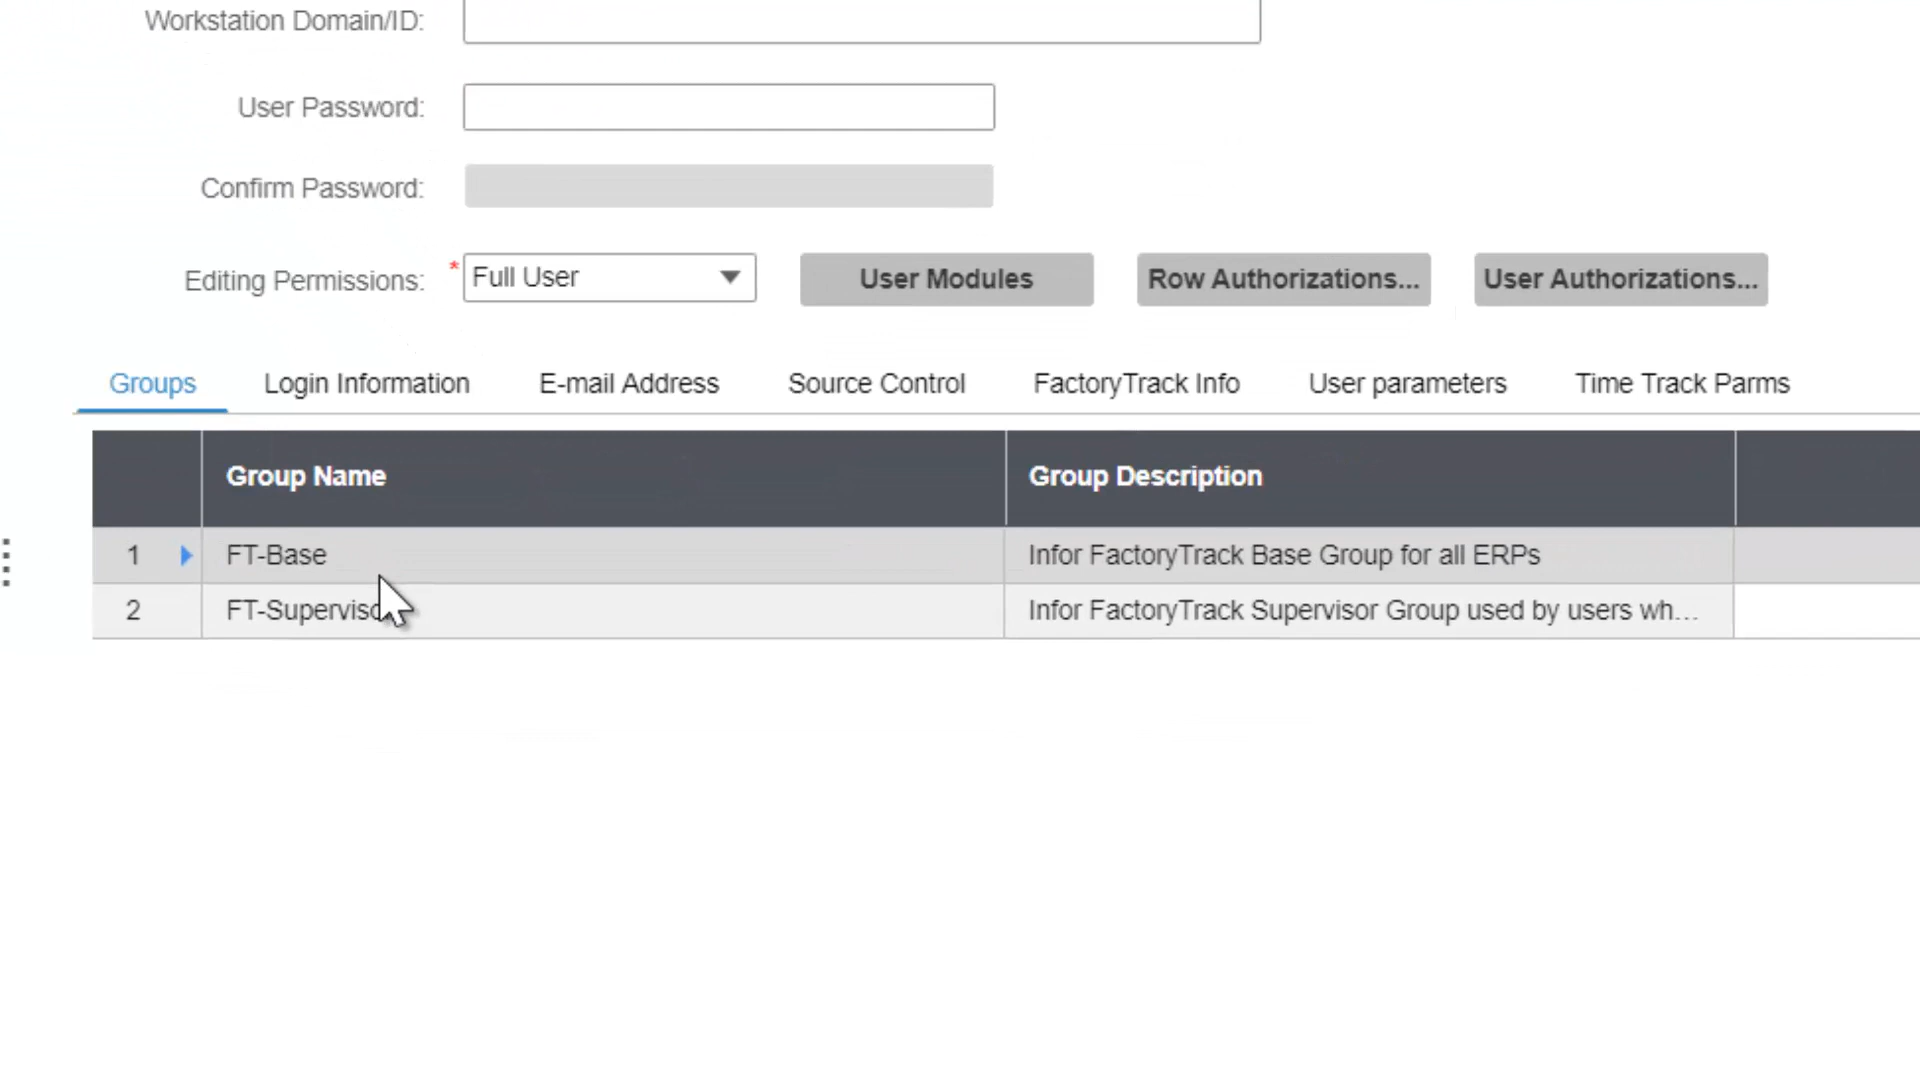 Workstation Domain/ID:
User Password:
Confirm Password:
Editing Permissions: * Full User User Modules Row Authorizations... User Authorizations...
Groups Login Information E-mail Address Source Control FactoryTrack Info User parameters Time Track Parms
Group Name Group Description
1 FT-Base Infor FactoryTrack Base Group for all ERPs
2 FT-Superviso Infor FactoryTrack Supervisor Group used by users wh...